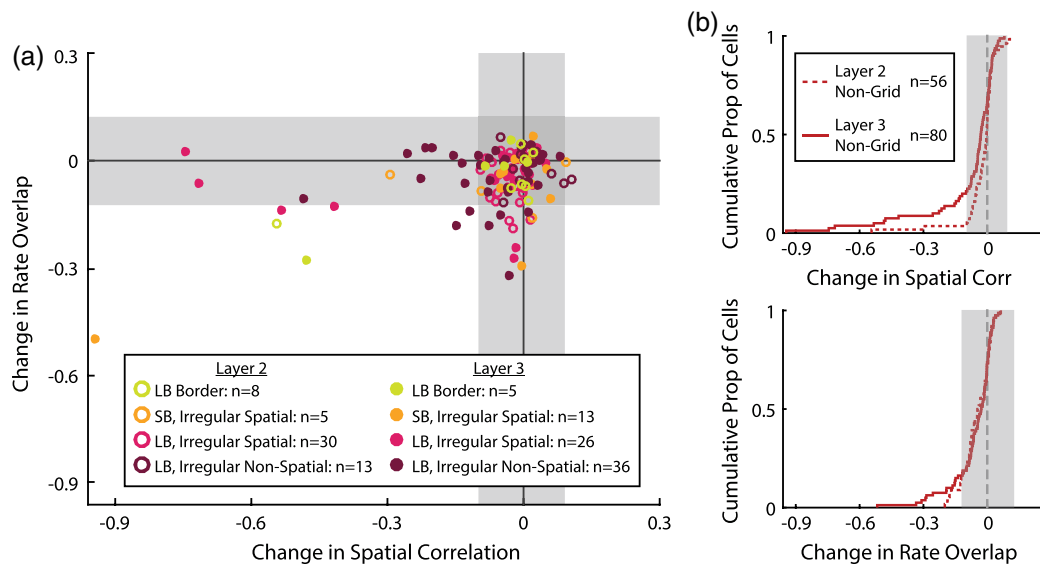 (a)
0.3
0
-0.3
-0.6
-0.9
Change in Rate Overlap
-0.9
-0.6
-0.3
0
0.3
Change in Spatial Correlation
Layer 2
LB Border: n=8
SB, Irregular Spatial: n=5
LB, Irregular Spatial: n=30
LB, Irregular Non-Spatial: n=13
Layer 3
LB Border: n=5
SB, Irregular Spatial: n=13
LB, Irregular Spatial: n=26
LB, Irregular Non-Spatial: n=36
(b)
Cumulative Prop of Cells
1
0.5
0
Layer 2
Non-Grid n=56
Layer 3
Non-Grid n=80
-0.9
-0.6
-0.3
0
Change in Spatial Corr
Cumulative Prop of Cells
1
0.5
0
-0.9
-0.6
-0.3
0
Change in Rate Overlap